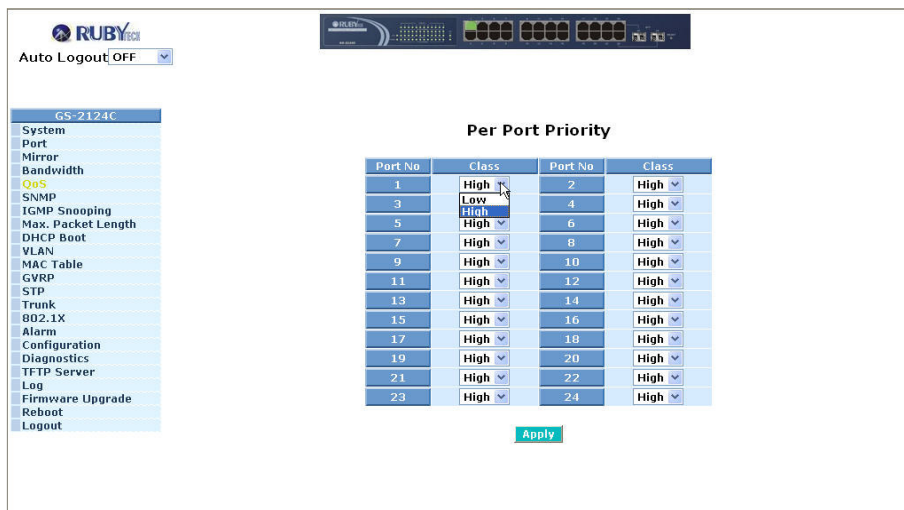 RUBYTECH
Auto Logout OFF
GS-2124C
System
Port
Mirror
Bandwidth
QoS
SNMP
IGMP Snooping
Max. Packet Length
DHCP Boot
VLAN
MAC Table
GVRP
STP
Trunk
802.1X
Alarm
Configuration
Diagnostics
TFTP Server
Log
Firmware Upgrade
Reboot
Logout
Per Port Priority
Port No Class Port No Class
1 High 2 High
Low
High
3 4 High
5 High 6 High
7 High 8 High
9 High 10 High
11 High 12 High
13 High 14 High
15 High 16 High
17 High 18 High
19 High 20 High
21 High 22 High
23 High 24 High
Apply